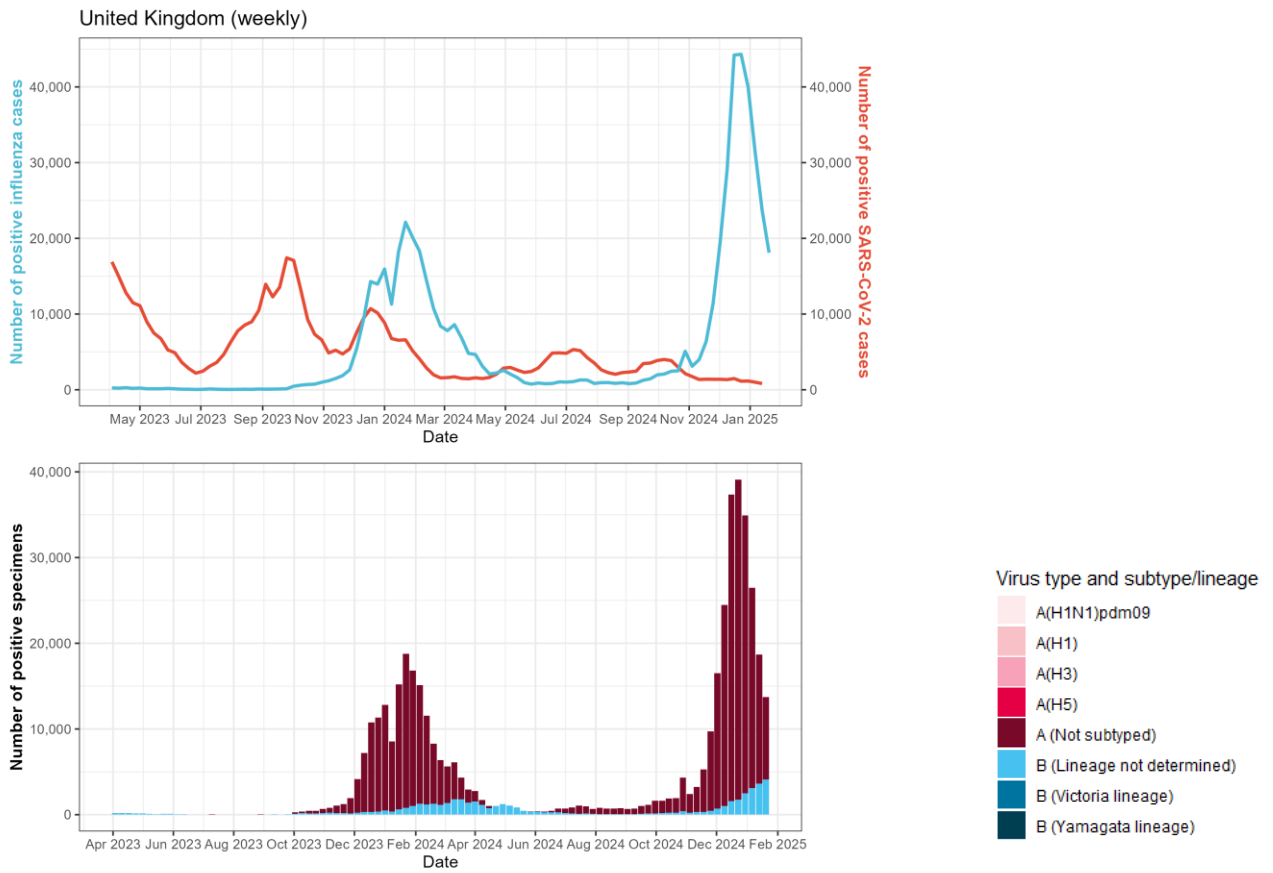 United Kingdom (weekly)
Number of positive influenza cases
40,000
30,000
20,000
10,000
0
40,000
30,000
20,000
10,000
0
Number of positive SARS-CoV-2 cases
May 2023 Jul 2023 Sep 2023 Nov 2023 Jan 2024 Mar 2024 May 2024 Jul 2024 Sep 2024 Nov 2024 Jan 2025
Date
Number of positive specimens
40,000
30,000
20,000
10,000
0
Apr 2023 Jun 2023 Aug 2023 Oct 2023 Dec 2023 Feb 2024 Apr 2024 Jun 2024 Aug 2024 Oct 2024 Dec 2024 Feb 2025
Date
Virus type and subtype/lineage
A(H1N1)pdm09
A(H1)
A(H3)
A(H5)
A (Not subtyped)
B (Lineage not determined)
B (Victoria lineage)
B (Yamagata lineage)